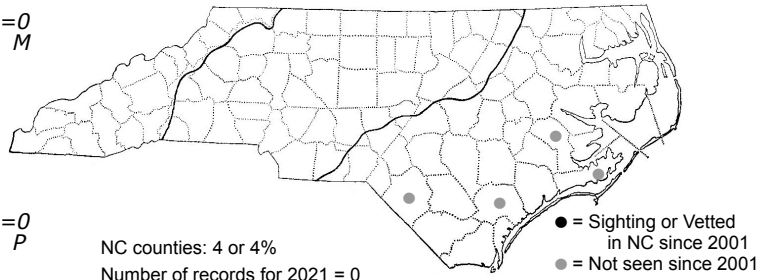 =0
M
=0
P
NC counties: 4 or 4%
Number of records for 2021 = 0
● = Sighting or Vetted
in NC since 2001
● = Not seen since 2001